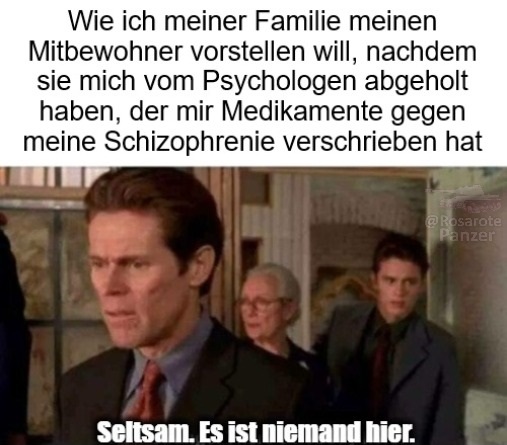 Wie ich meiner Familie meinen
Mitbewohner vorstellen will, nachdem
sie mich vom Psychologen abgeholt
haben, der mir Medikamente gegen
meine Schizophrenie verschrieben hat
@Rosarote
Panzer
Seltsam. Es ist niemand hier.